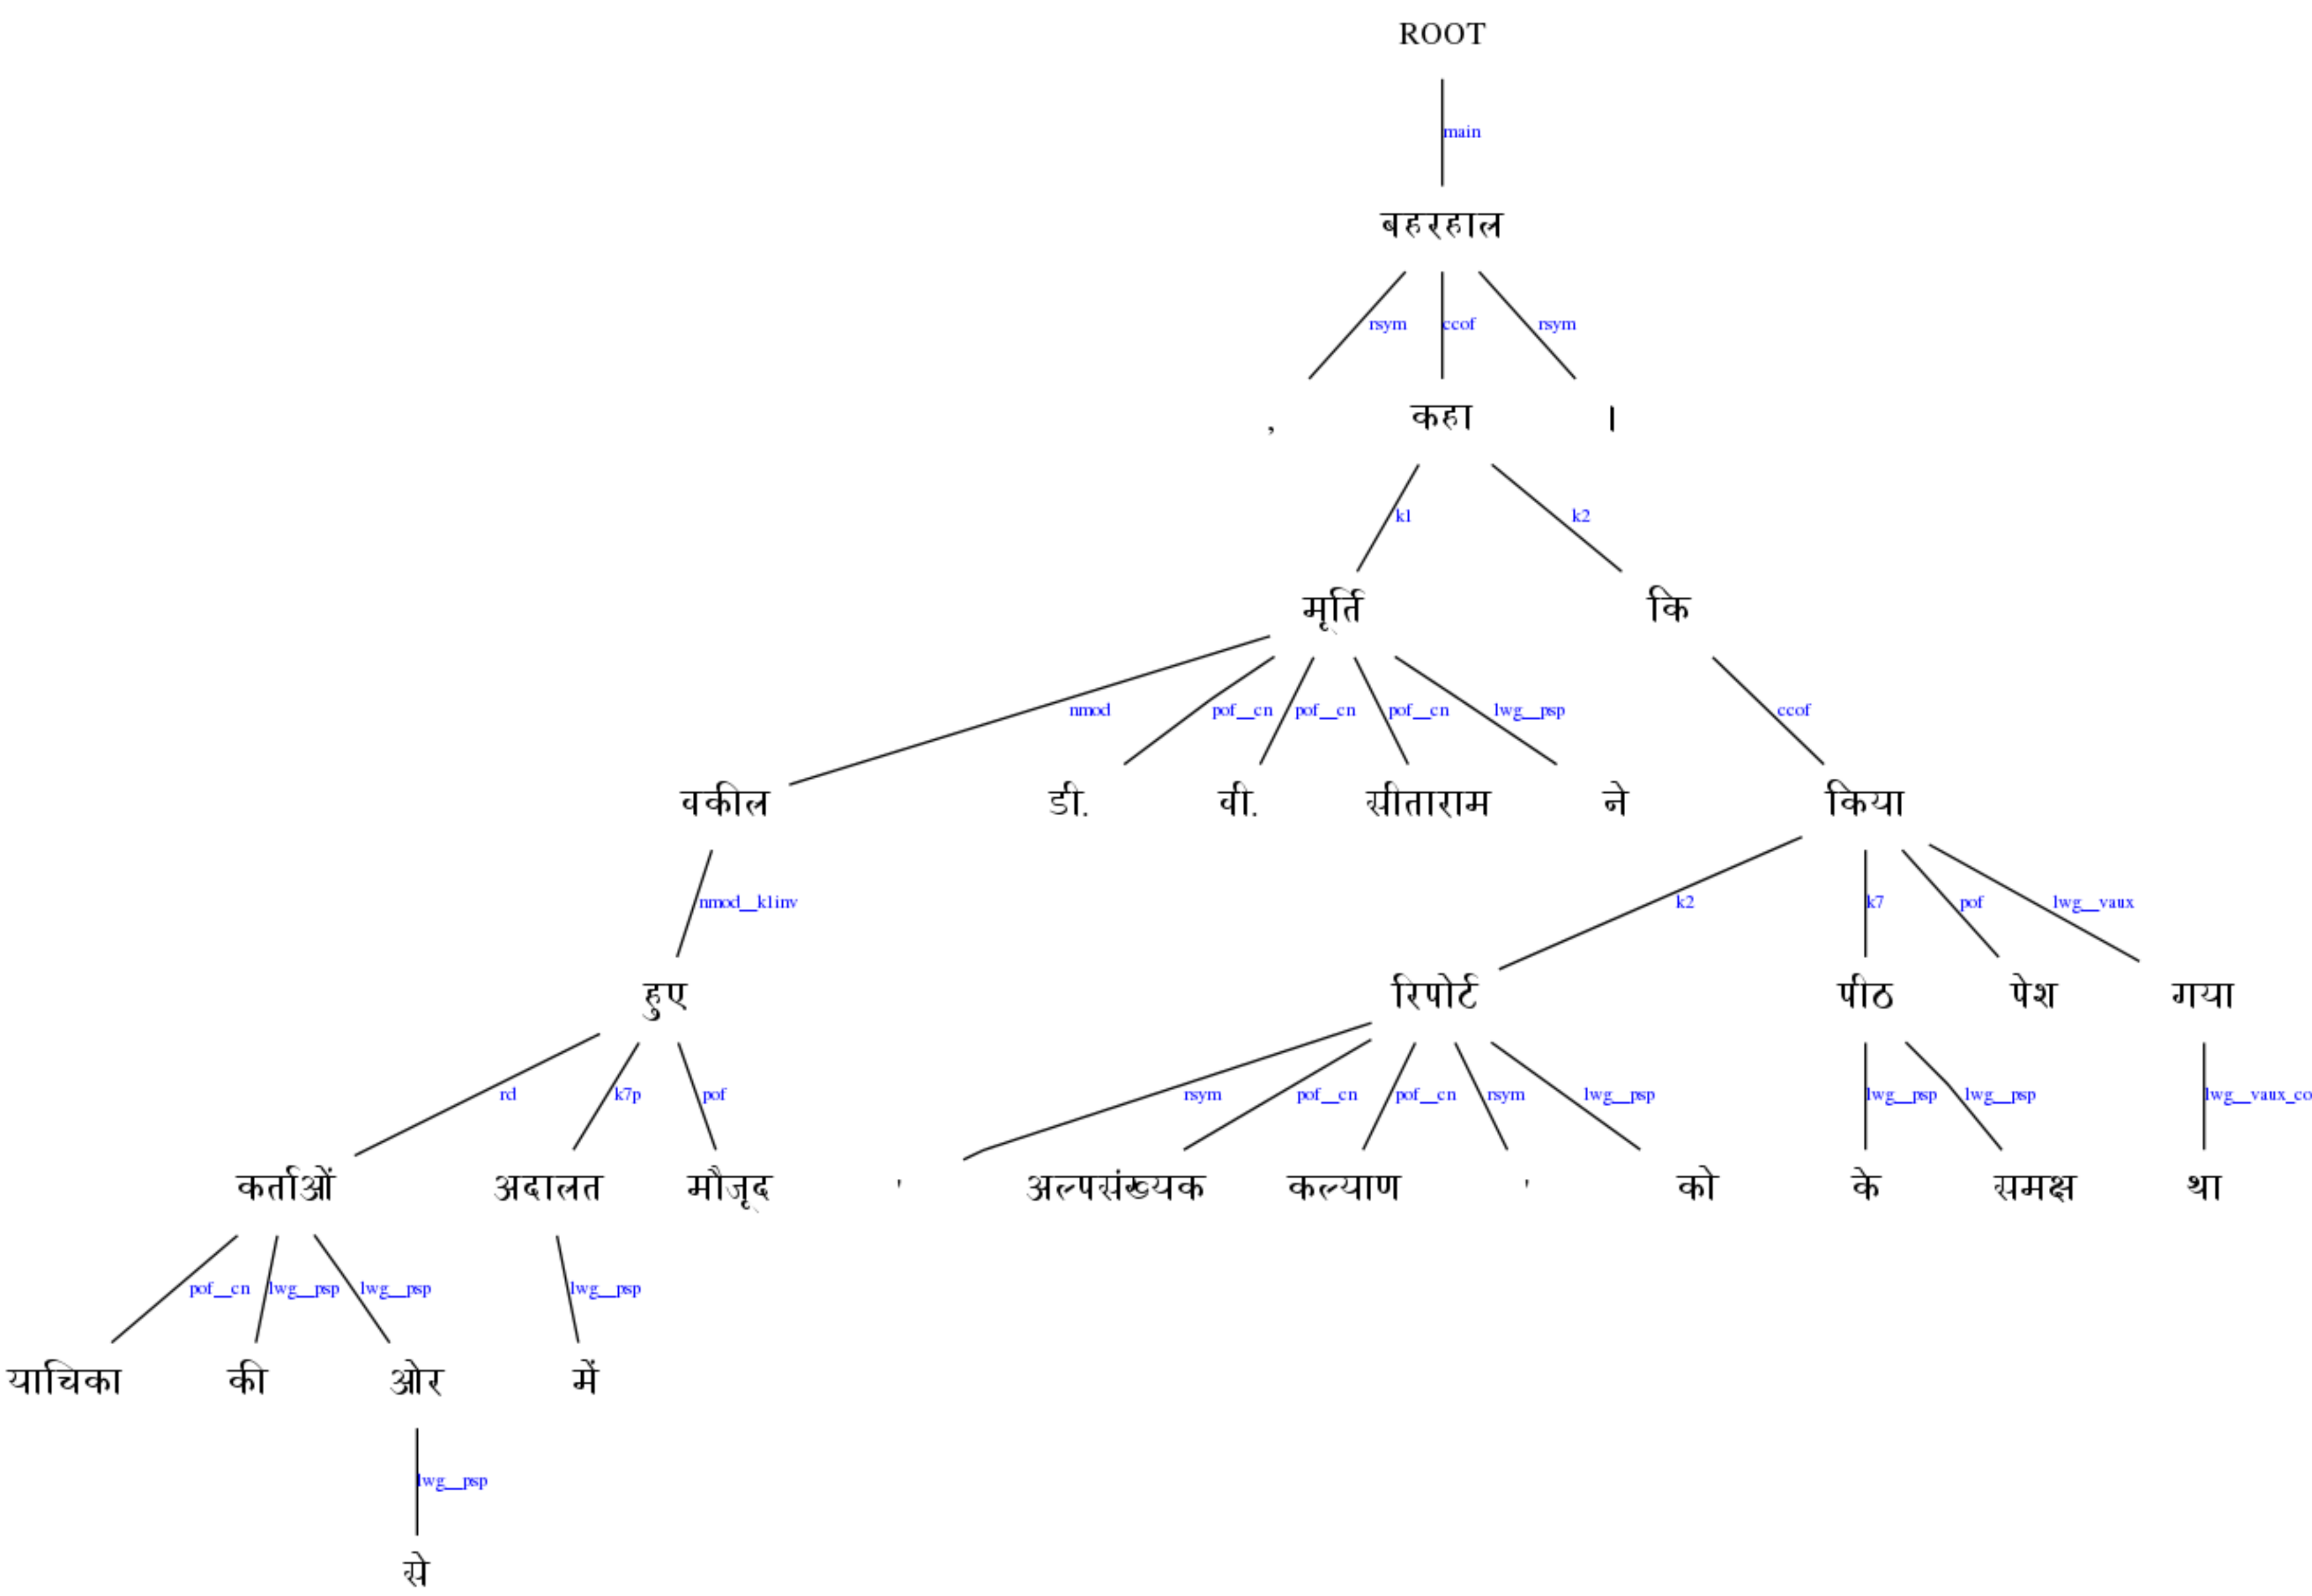 ROOT
main
बहरहाल
rsym ccof rsym
, कहा ।
k1 k2
मूर्ति कि
nmod pof__cn pof__cn pof__cn lwg__psp ccof
वकील डी. वी. सीताराम ने किया
nmod__k1inv k2 k7 pof lwg__vaux
हुए रिपोर्ट पीठ पेश गया
rd k7p pof rsym pof__cn pof__cn rsym lwg__psp lwg__psp lwg__psp lwg__vaux_co
कर्ताओं अदालत मौजूद ' अल्पसंख्यक कल्याण ' को के समक्ष था
pof__cn lwg__psp lwg__psp lwg__psp
याचिका की ओर में
lwg__psp
से